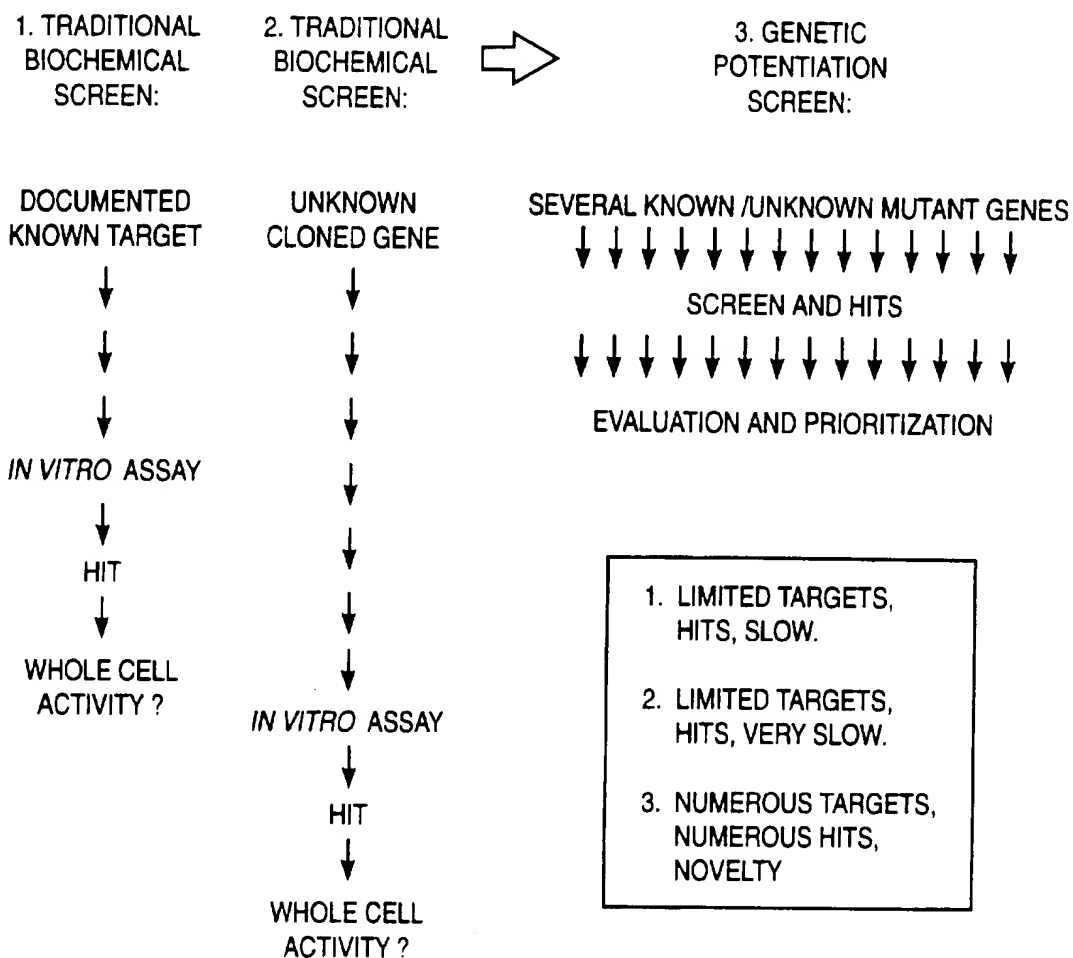 1. TRADITIONAL
BIOCHEMICAL
SCREEN:
2. TRADITIONAL
BIOCHEMICAL
SCREEN:
3. GENETIC
POTENTIATION
SCREEN:
DOCUMENTED
KNOWN TARGET
IN VITRO ASSAY
HIT
WHOLE CELL
ACTIVITY ?
UNKNOWN
CLONED GENE
IN VITRO ASSAY
HIT
WHOLE CELL
ACTIVITY ?
SEVERAL KNOWN /UNKNOWN MUTANT GENES
SCREEN AND HITS
EVALUATION AND PRIORITIZATION
1. LIMITED TARGETS,
HITS, SLOW.
2. LIMITED TARGETS,
HITS, VERY SLOW.
3. NUMEROUS TARGETS,
NUMEROUS HITS,
NOVELTY